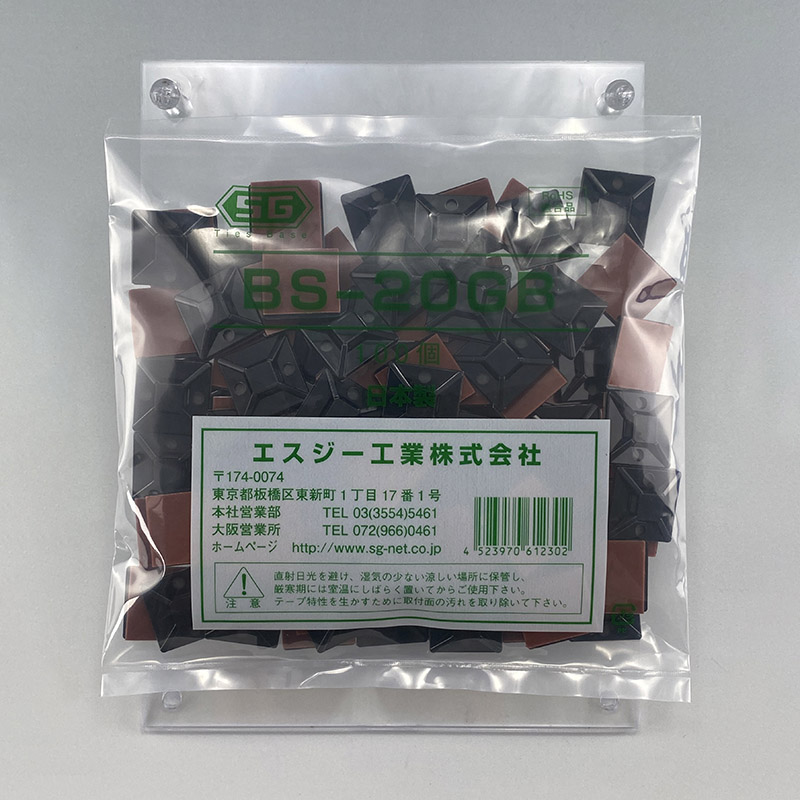 SG
Ties Base
RoHS
適合品
BS-20GB
100個
日本製
エスジー工業株式会社
〒174-0074
東京都板橋区東新町1丁目17番1号
本社営業部 TEL 03(3554)5461
大阪営業所 TEL 072(966)0461
ホームページ http://www.sg-net.co.jp
4 523970 612302
注意
直射日光を避け、湿気の少ない涼しい場所に保管し、
厳寒期には室温にしばらく置いてからご使用下さい。
テープ特性を生かすために取付面の汚れを取り除いて下さい。